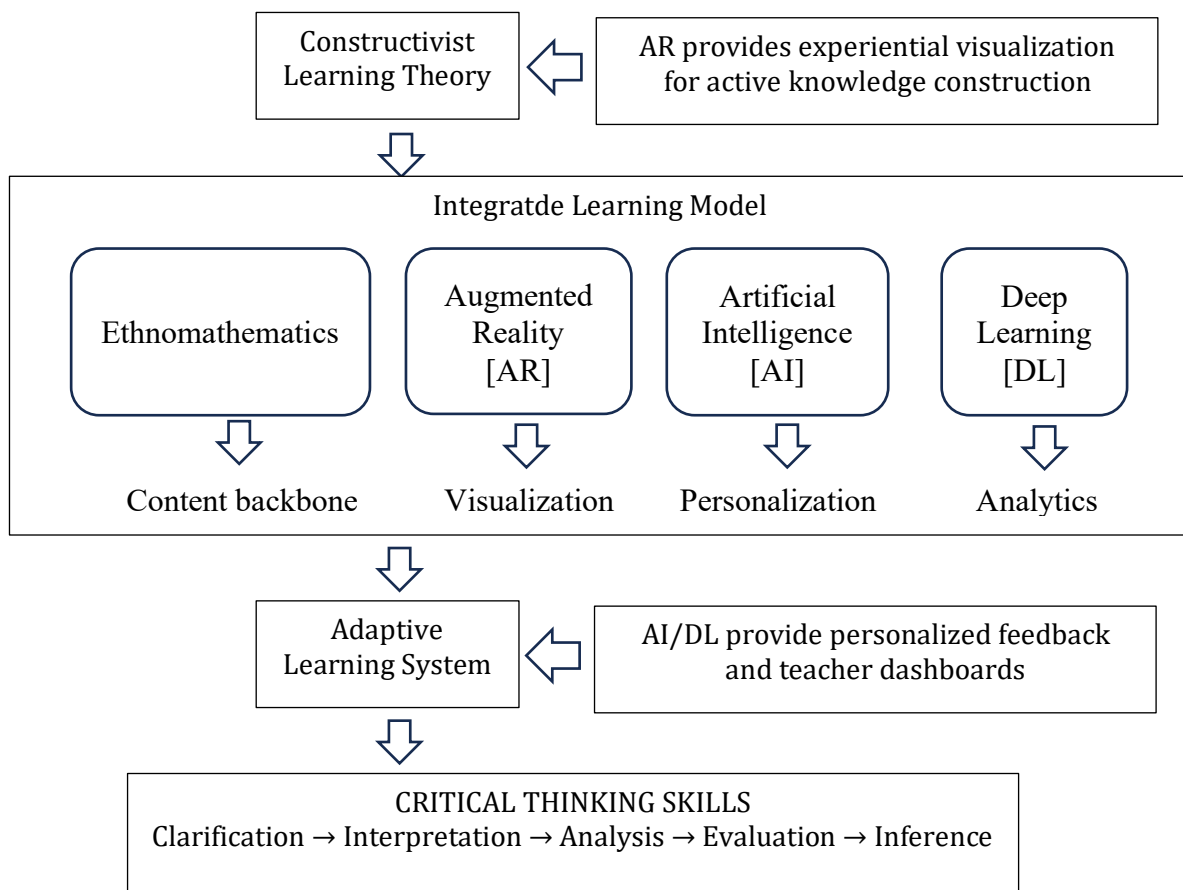 Constructivist
Learning Theory
AR provides experiential visualization
for active knowledge construction
Integratde Learning Model
Ethnomathematics
Augmented
Reality
[AR]
Artificial
Intelligence
[AI]
Deep
Learning
[DL]
Content backbone
Visualization
Personalization
Analytics
Adaptive
Learning System
AI/DL provide personalized feedback
and teacher dashboards
CRITICAL THINKING SKILLS
Clarification → Interpretation → Analysis → Evaluation → Inference